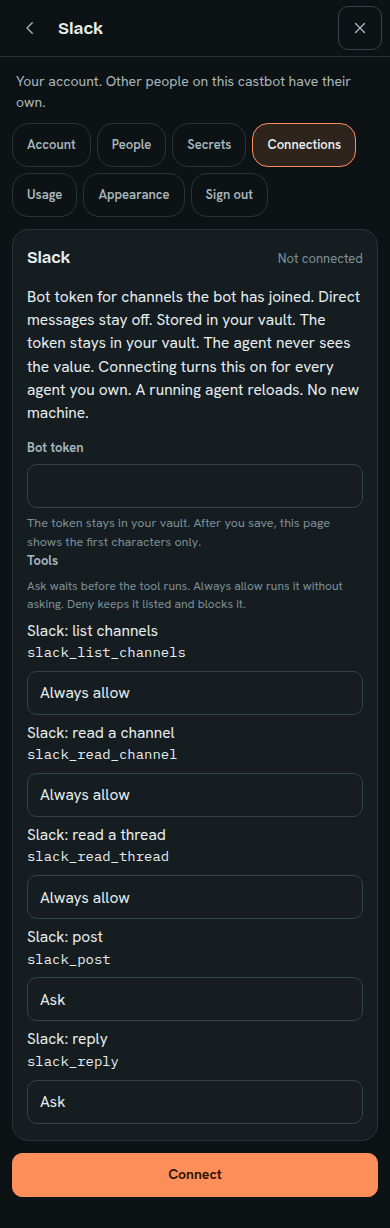 Slack
Your account. Other people on this castbot have their
own.
Account
People
Secrets
Connections
Usage
Appearance
Sign out
Slack
Not connected
Bot token for channels the bot has joined. Direct
messages stay off. Stored in your vault. The
token stays in your vault. The agent never sees
the value. Connecting turns this on for every
agent you own. A running agent reloads. No new
machine.
Bot token
The token stays in your vault. After you save, this page
shows the first characters only.
Tools
Ask waits before the tool runs. Always allow runs it without
asking. Deny keeps it listed and blocks it.
Slack: list channels
slack_list_channels
Always allow
Slack: read a channel
slack_read_channel
Always allow
Slack: read a thread
slack_read_thread
Always allow
Slack: post
slack_post
Ask
Slack: reply
slack_reply
Ask
Connect